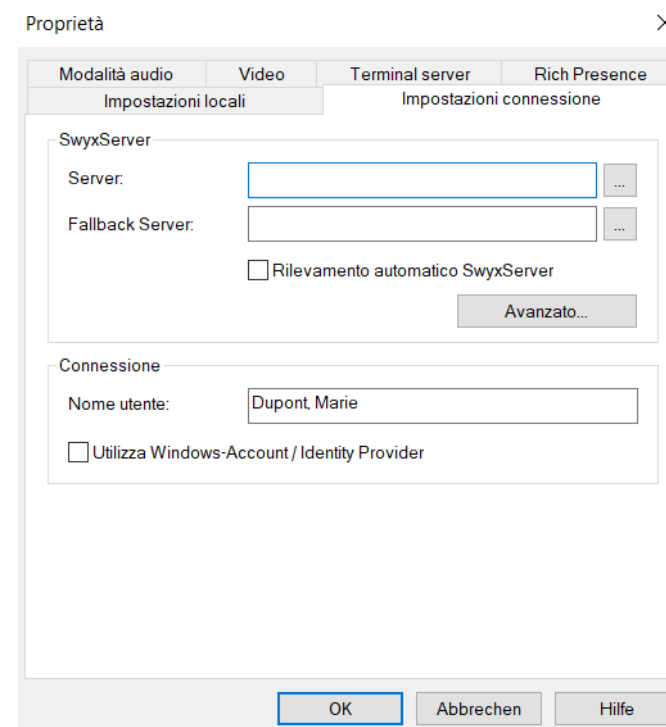 Proprietà
Modalità audio Video Terminal server Rich Presence
Impostazioni locali Impostazioni connessione
SwyxServer
Server: ...
Fallback Server: ...
Rilevamento automatico SwyxServer
Avanzato...
Connessione
Nome utente: Dupont, Marie
Utilizza Windows-Account / Identity Provider
OK Abbrechen Hilfe